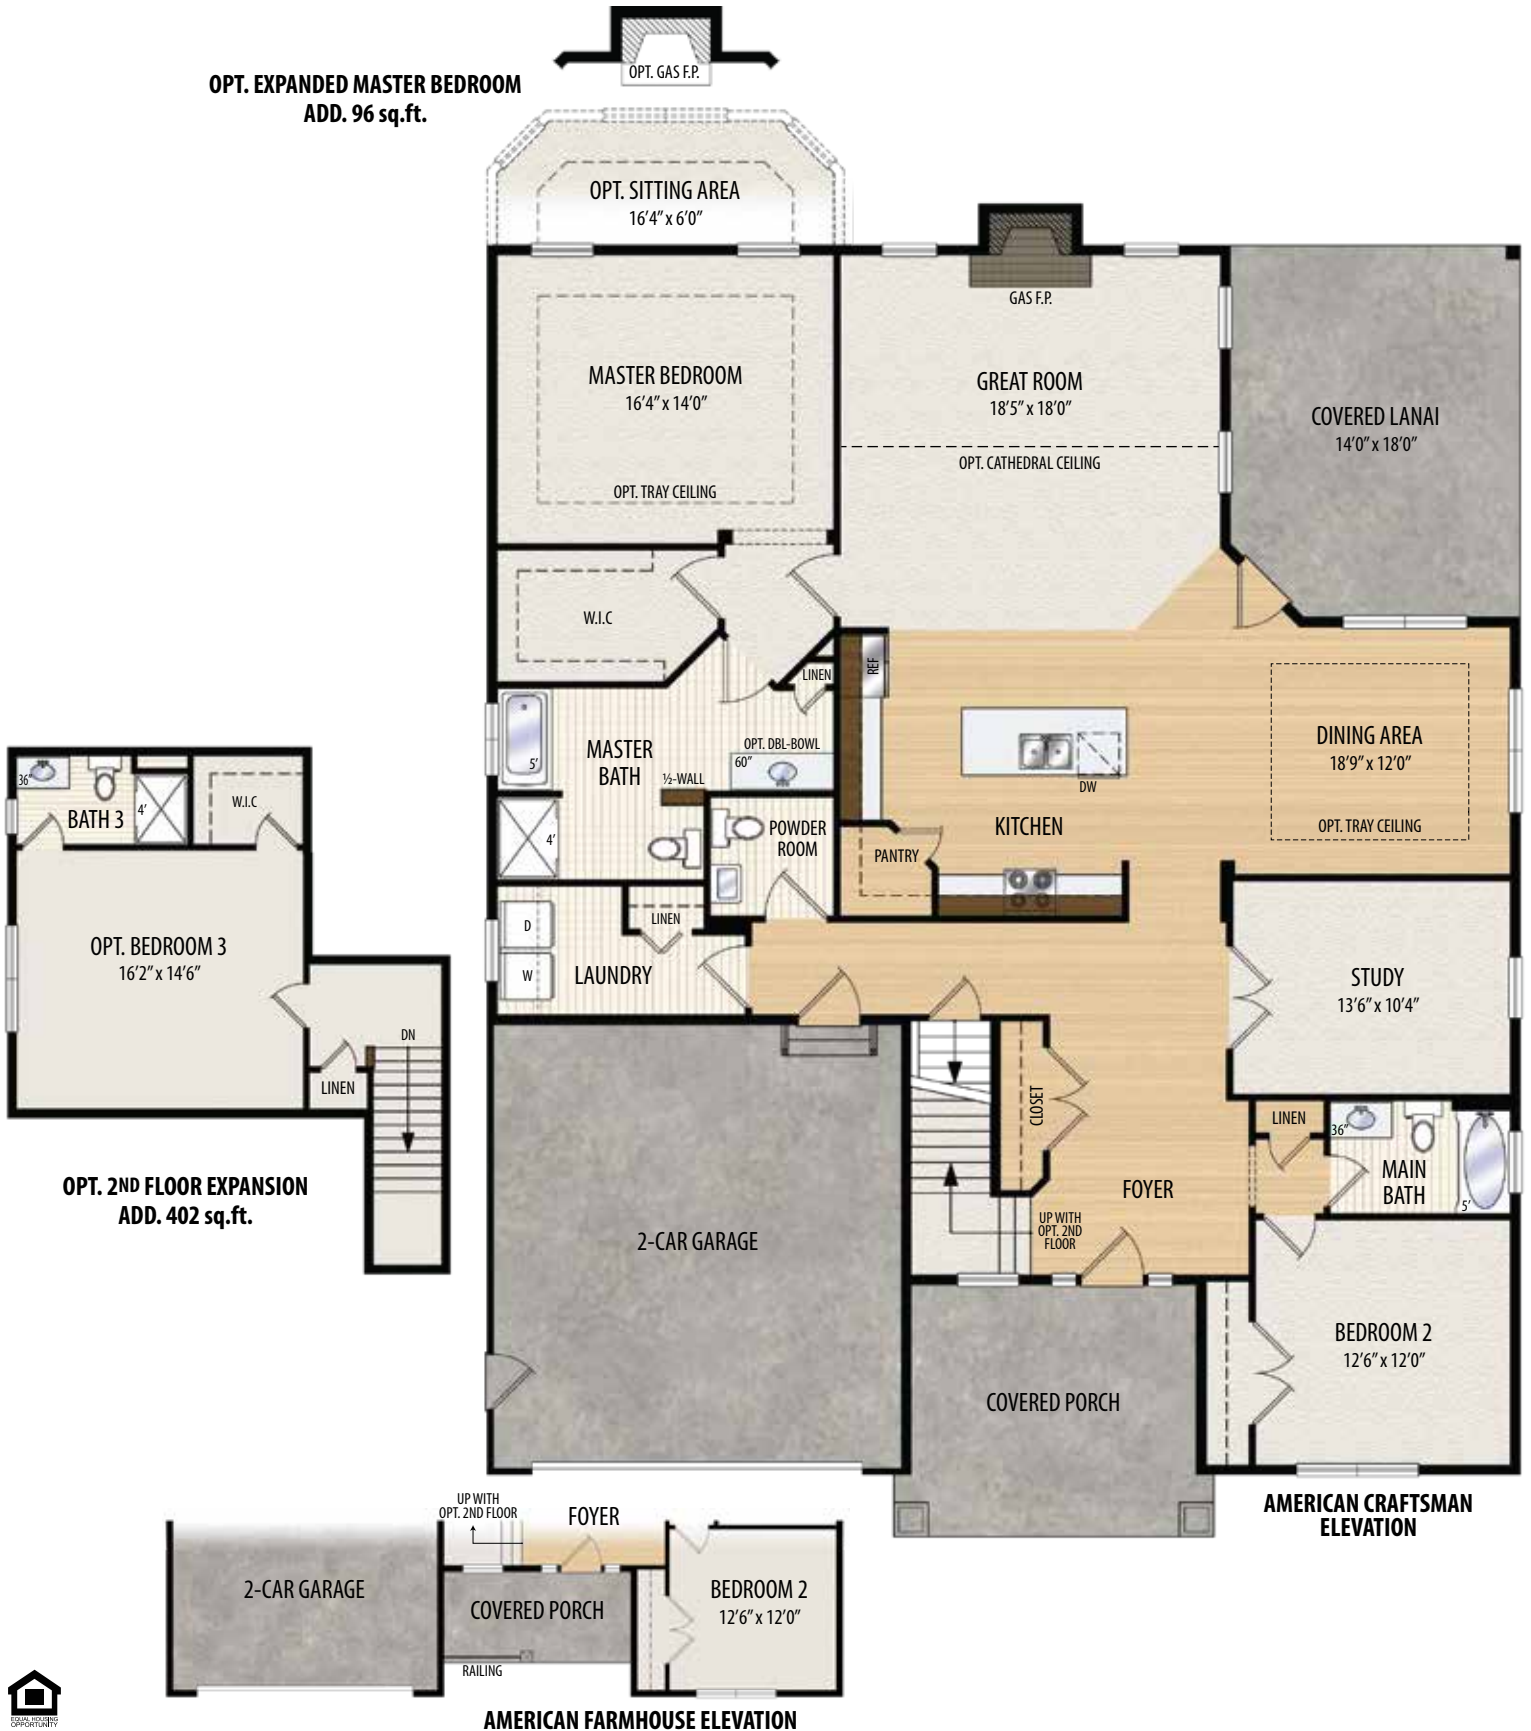 OPT. GAS F.P.
OPT. EXPANDED MASTER BEDROOM
ADD. 96 sq.ft.
OPT. SITTING AREA
16'4" x 6'0"
GAS F.P.
MASTER BEDROOM
16'4" x 14'0"
OPT. TRAY CEILING
GREAT ROOM
18'5" x 18'0"
OPT. CATHEDRAL CEILING
COVERED LANAI
14'0" x 18'0"
W.I.C
LINEN
REF
MASTER
BATH
5'
OPT. DBL-BOWL
60"
½-WALL
4'
POWDER
ROOM
DW
KITCHEN
PANTRY
DINING AREA
18'9" x 12'0"
OPT. TRAY CEILING
D
W
LINEN
LAUNDRY
STUDY
13'6" x 10'4"
36"
BATH 3
4'
W.I.C
OPT. BEDROOM 3
16'2" x 14'6"
DN
LINEN
OPT. 2ND FLOOR EXPANSION
ADD. 402 sq.ft.
CLOSET
LINEN
36"
MAIN
BATH
5'
FOYER
UP WITH
OPT. 2ND
FLOOR
2-CAR GARAGE
COVERED PORCH
BEDROOM 2
12'6" x 12'0"
AMERICAN CRAFTSMAN
ELEVATION
UP WITH
OPT. 2ND FLOOR
FOYER
2-CAR GARAGE
COVERED PORCH
RAILING
BEDROOM 2
12'6" x 12'0"
AMERICAN FARMHOUSE ELEVATION
EQUAL HOUSING
OPPORTUNITY